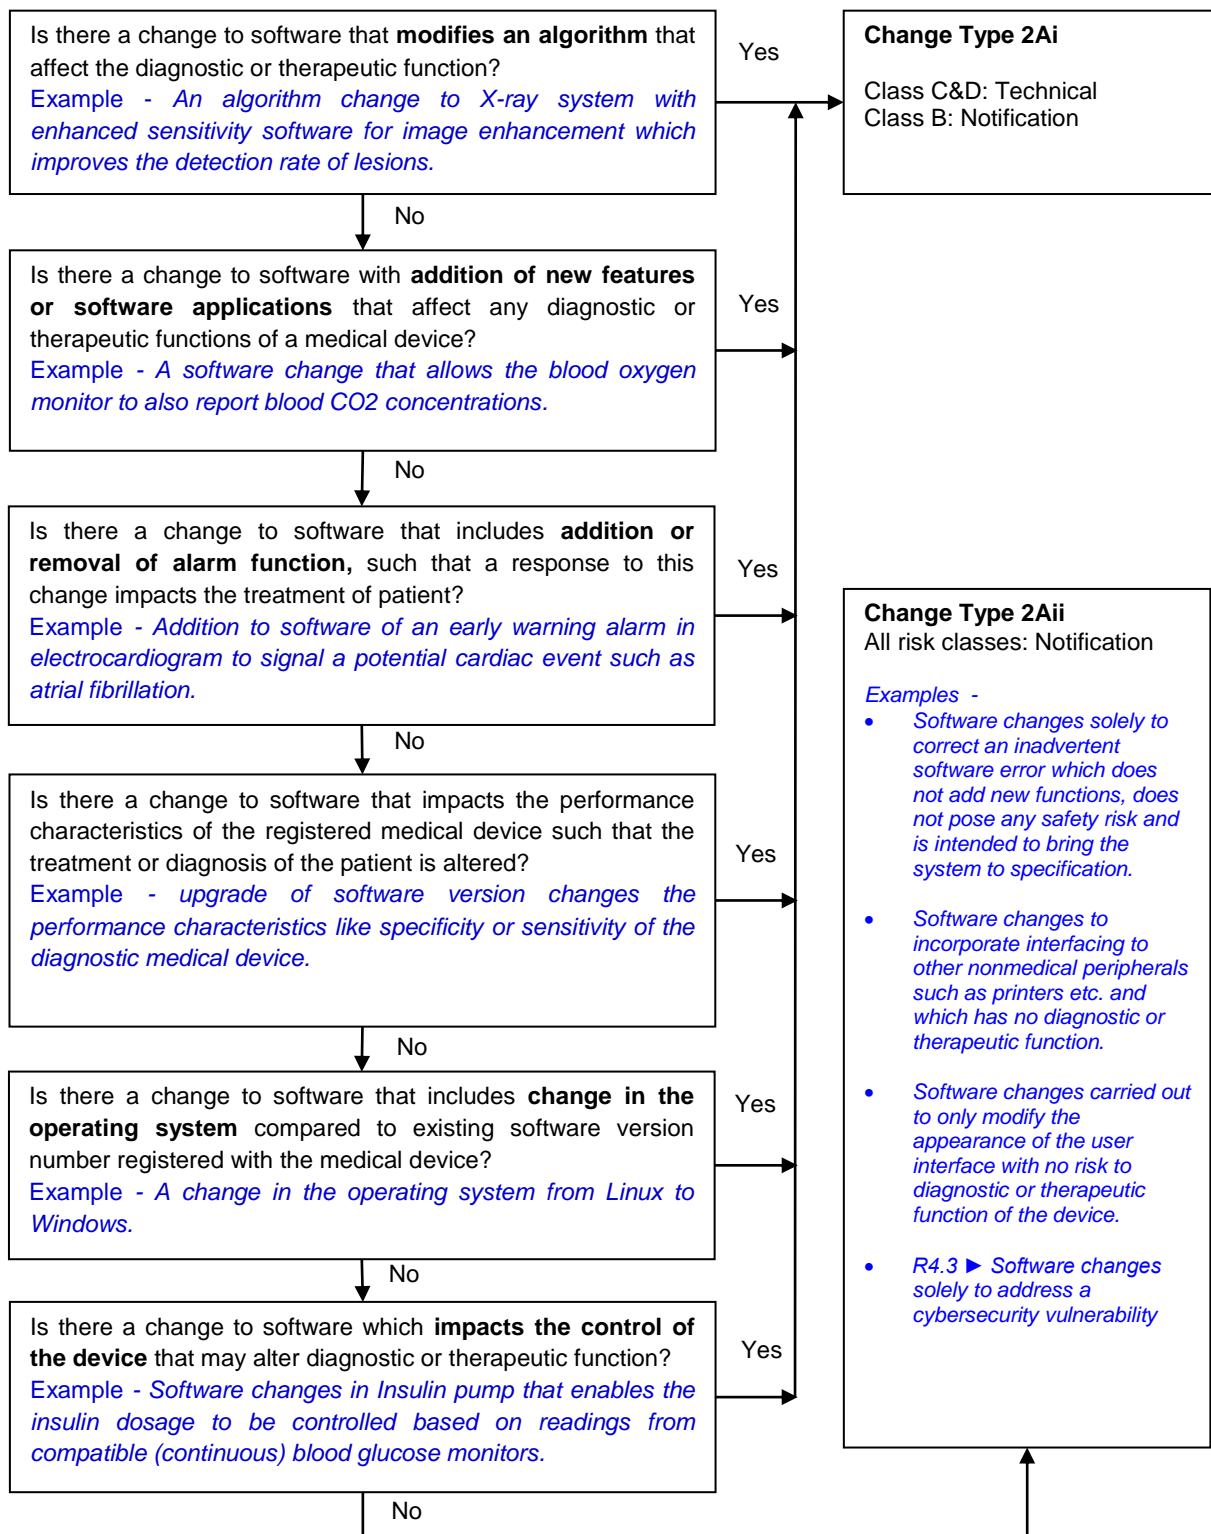 Is there a change to software that modifies an algorithm that
affect the diagnostic or therapeutic function?
Example - An algorithm change to X-ray system with
enhanced sensitivity software for image enhancement which
improves the detection rate of lesions.
Yes
Change Type 2Ai
Class C&D: Technical
Class B: Notification
No
Is there a change to software with addition of new features
or software applications that affect any diagnostic or
therapeutic functions of a medical device?
Example - A software change that allows the blood oxygen
monitor to also report blood CO2 concentrations.
Yes
No
Is there a change to software that includes addition or
removal of alarm function, such that a response to this
change impacts the treatment of patient?
Example - Addition to software of an early warning alarm in
electrocardiogram to signal a potential cardiac event such as
atrial fibrillation.
Yes
No
Is there a change to software that impacts the performance
characteristics of the registered medical device such that the
treatment or diagnosis of the patient is altered?
Example - upgrade of software version changes the
performance characteristics like specificity or sensitivity of the
diagnostic medical device.
Yes
No
Is there a change to software that includes change in the
operating system compared to existing software version
number registered with the medical device?
Example - A change in the operating system from Linux to
Windows.
Yes
No
Is there a change to software which impacts the control of
the device that may alter diagnostic or therapeutic function?
Example - Software changes in Insulin pump that enables the
insulin dosage to be controlled based on readings from
compatible (continuous) blood glucose monitors.
Yes
No
Change Type 2Aii
All risk classes: Notification
Examples -
• Software changes solely to
correct an inadvertent
software error which does
not add new functions, does
not pose any safety risk and
is intended to bring the
system to specification.
• Software changes to
incorporate interfacing to
other nonmedical peripherals
such as printers etc. and
which has no diagnostic or
therapeutic function.
• Software changes carried out
to only modify the
appearance of the user
interface with no risk to
diagnostic or therapeutic
function of the device.
• R4.3 ► Software changes
solely to address a
cybersecurity vulnerability